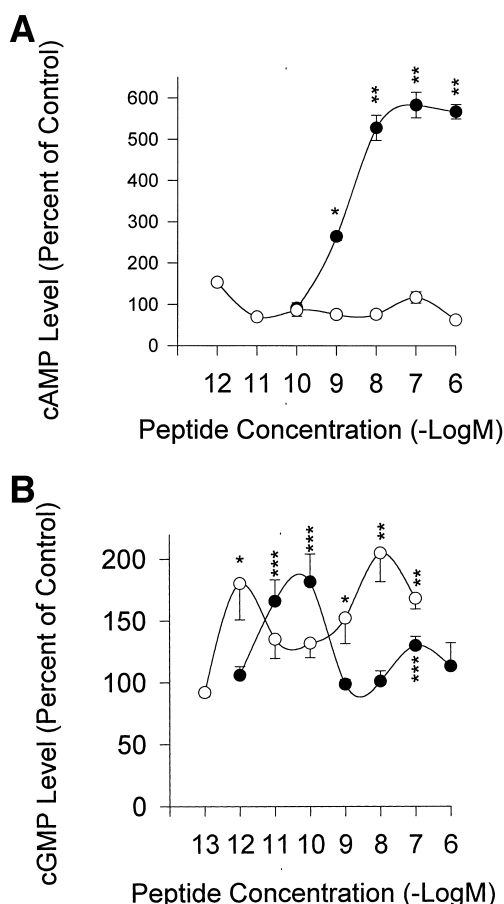 A
cAMP Level (Percent of Control)
600
500
400
300
200
100
0
**
**
**
*
12 11 10 9 8 7 6
Peptide Concentration (-LogM)
B
cGMP Level (Percent of Control)
200
150
100
50
0
*
***
***
*
**
**
***
13 12 11 10 9 8 7 6
Peptide Concentration (-LogM)